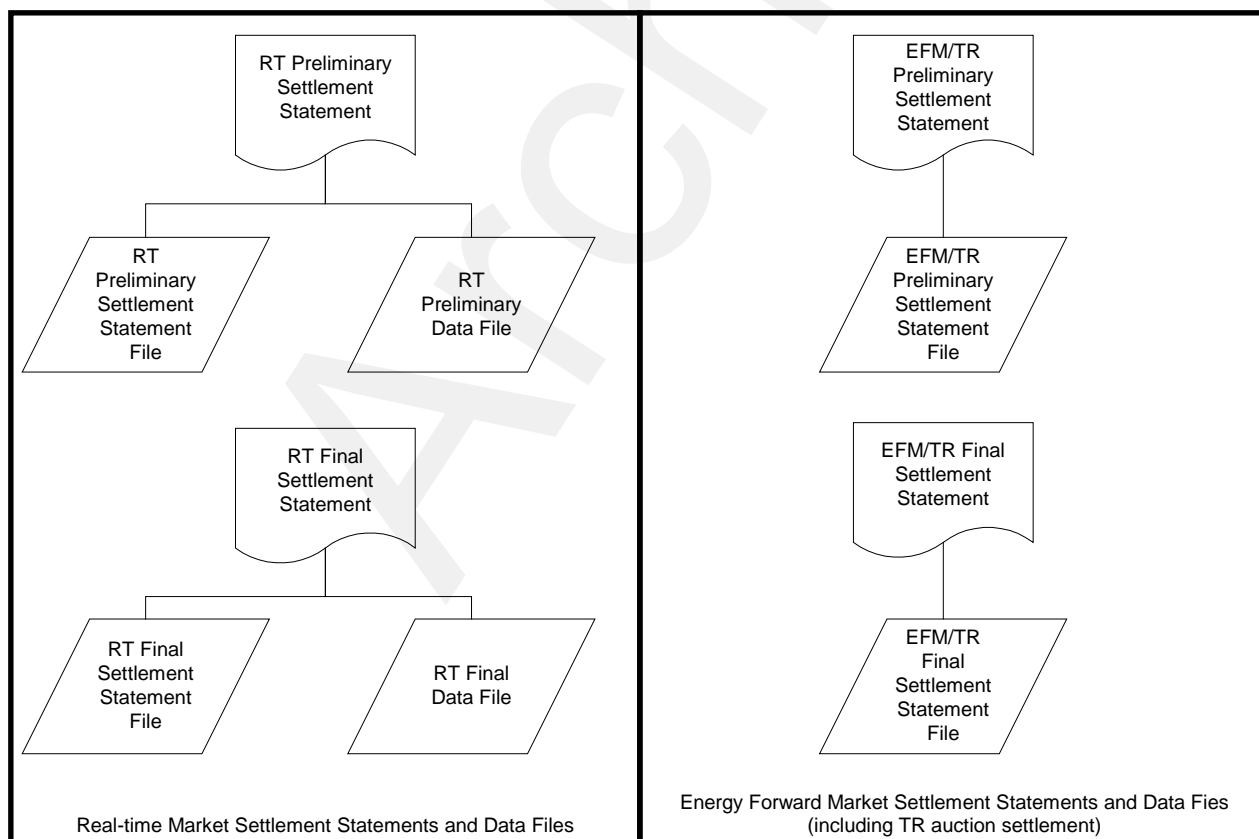 RT Preliminary
Settlement
Statement
RT
Preliminary
Settlement
Statement
File
RT
Preliminary
Data File
RT Final
Settlement
Statement
RT Final
Settlement
Statement
File
RT Final
Data File
Real-time Market Settlement Statements and Data Files
EFM/TR
Preliminary
Settlement
Statement
EFM/TR
Preliminary
Settlement
Statement
File
EFM/TR Final
Settlement
Statement
EFM/TR
Final
Settlement
Statement
File
Energy Forward Market Settlement Statements and Data Fies
(including TR auction settlement)